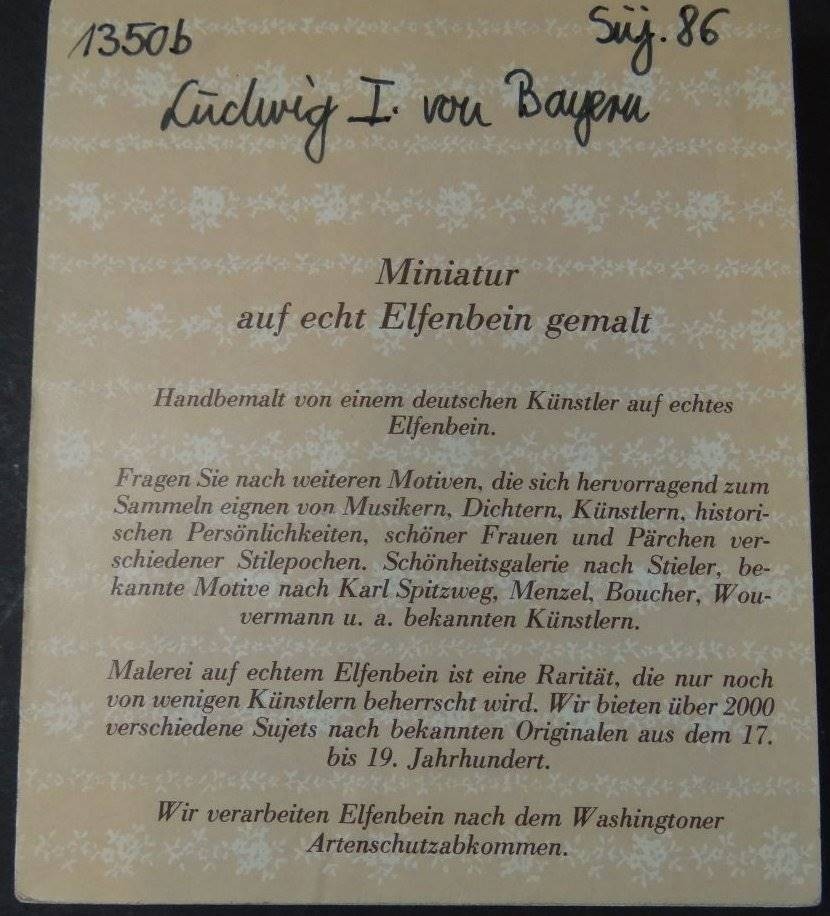 1350b Süj. 86
Ludwig I. von Bayern
Miniatur
auf echt Elfenbein gemalt
Handbemalt von einem deutschen Künstler auf echtes
Elfenbein.
Fragen Sie nach weiteren Motiven, die sich hervorragend zum
Sammeln eignen von Musikern, Dichtern, Künstlern, histori-
schen Persönlichkeiten, schöner Frauen und Pärchen ver-
schiedener Stilepochen. Schönheitsgalerie nach Stieler, be-
kannte Motive nach Karl Spitzweg, Menzel, Boucher, Wou-
vermann u. a. bekannten Künstlern.
Malerei auf echtem Elfenbein ist eine Rarität, die nur noch
von wenigen Künstlern beherrscht wird. Wir bieten über 2000
verschiedene Sujets nach bekannten Originalen aus dem 17.
bis 19. Jahrhundert.
Wir verarbeiten Elfenbein nach dem Washingtoner
Artenschutzabkommen.